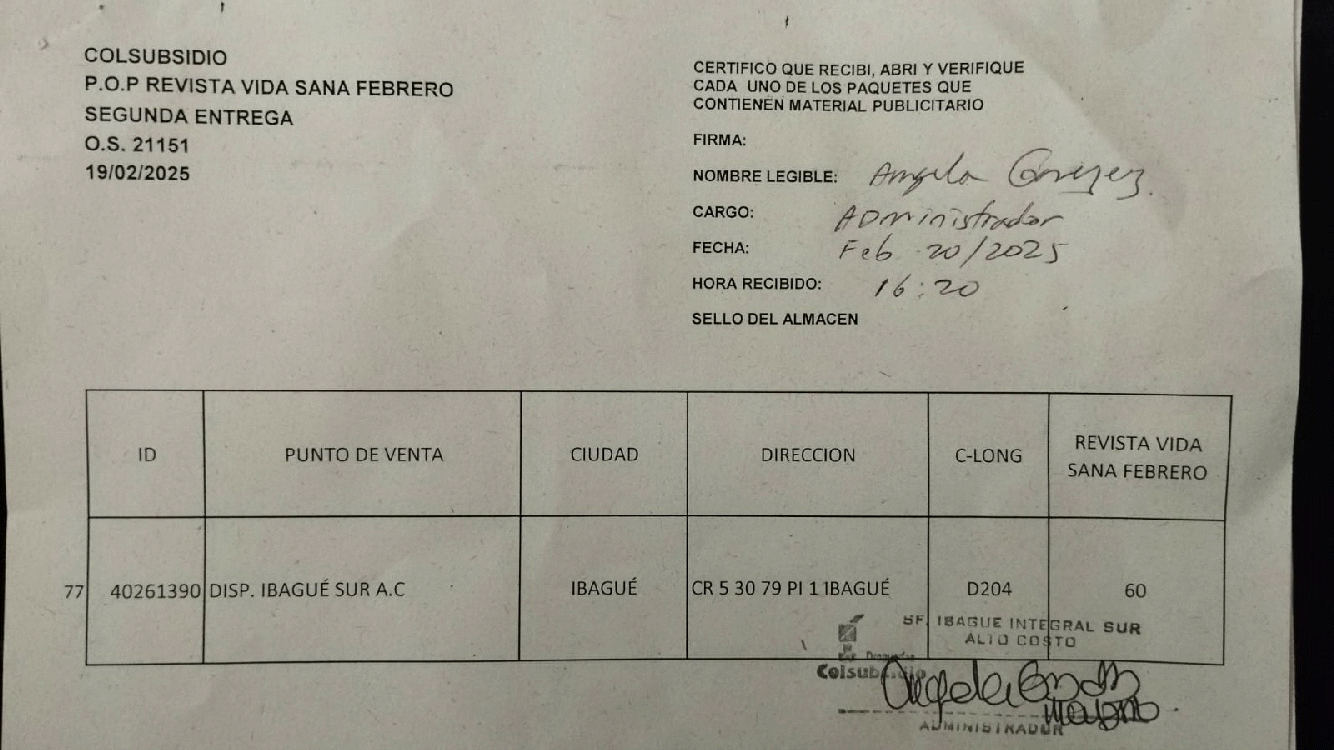 COLSUBSIDIO
P.O.P REVISTA VIDA SANA FEBRERO
SEGUNDA ENTREGA
O.S. 21151
19/02/2025
CERTIFICO QUE RECIBI, ABRI Y VERIFIQUE
CADA UNO DE LOS PAQUETES QUE
CONTIENEN MATERIAL PUBLICITARIO
FIRMA:
NOMBRE LEGIBLE: Angela
CARGO: ADministrador
FECHA: Feb 20/2025
HORA RECIBIDO: 16:20
SELLO DEL ALMACEN
ID PUNTO DE VENTA CIUDAD DIRECCION C-LONG REVISTA VIDA
SANA FEBRERO
77 40261390 DISP. IBAGUÉ SUR A.C IBAGUÉ CR 5 30 79 PI 1 IBAGUÉ D204 60
SF. IBAGUE INTEGRAL SUR
ALTO COSTO
Colsubsidio
ADMINISTRADOR